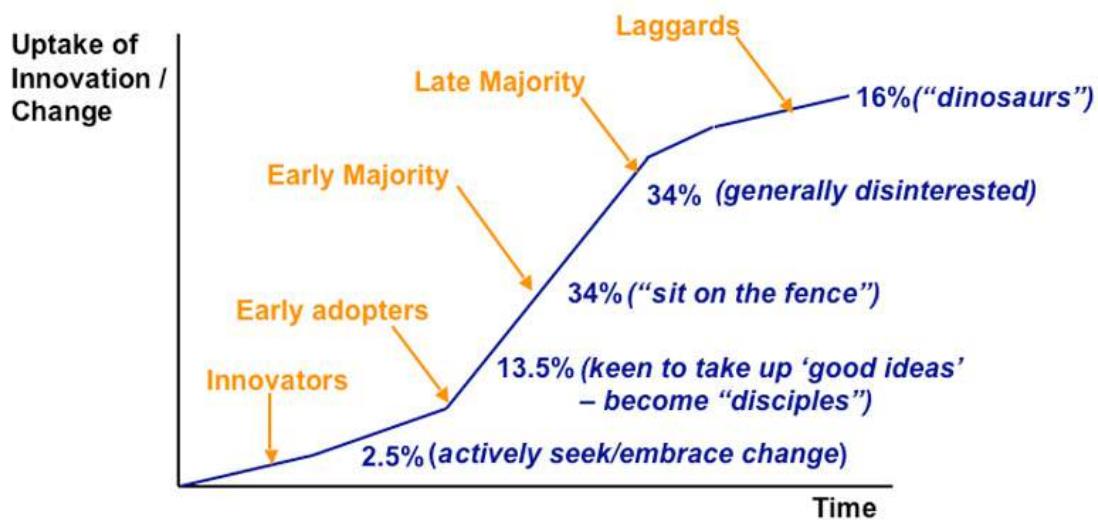 Uptake of
Innovation /
Change
Laggards
Late Majority
16% (“dinosaurs”)
Early Majority
34% (generally disinterested)
34% (“sit on the fence”)
Early adopters
13.5% (keen to take up ‘good ideas’
– become “disciples”)
Innovators
2.5% (actively seek/embrace change)
Time